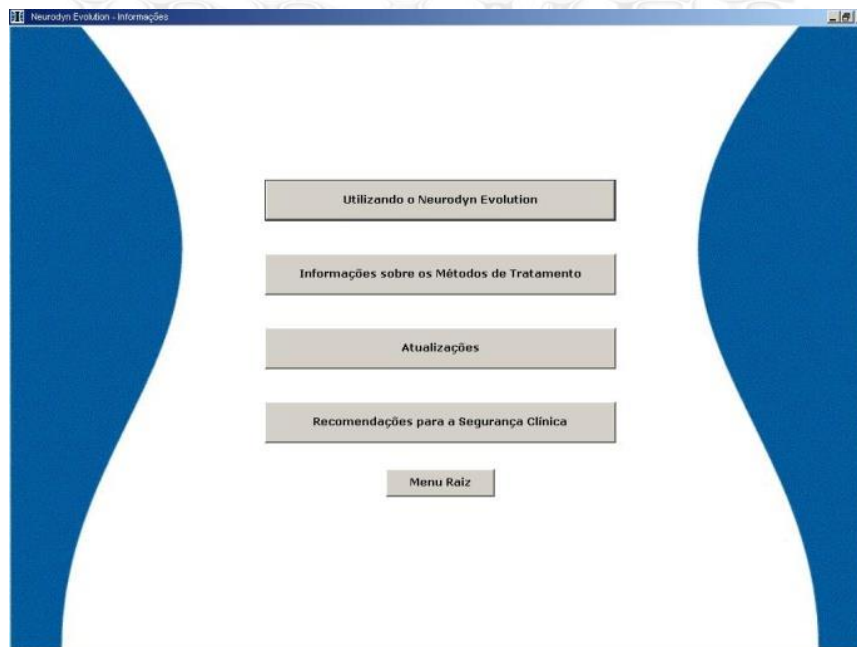 Neurodyn Evolution - Informações
Utilizando o Neurodyn Evolution
Informações sobre os Métodos de Tratamento
Atualizações
Recomendações para a Segurança Clínica
Menu Raiz